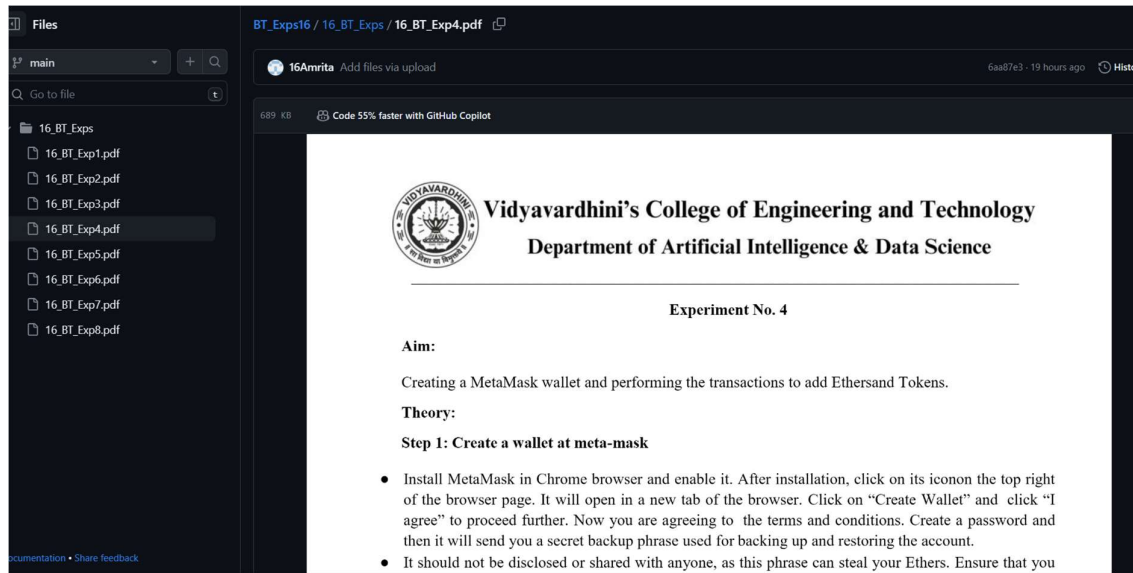 Files
main
Go to file
t
16_BT_Exps
16_BT_Exp1.pdf
16_BT_Exp2.pdf
16_BT_Exp3.pdf
16_BT_Exp4.pdf
16_BT_Exp5.pdf
16_BT_Exp6.pdf
16_BT_Exp7.pdf
16_BT_Exp8.pdf
ocumentation • Share feedback
BT_Exps16 / 16_BT_Exps / 16_BT_Exp4.pdf
16Amrita Add files via upload
6aa87e3 · 19 hours ago Histo
689 KB Code 55% faster with GitHub Copilot
Vidyavardhini's College of Engineering and Technology
Department of Artificial Intelligence & Data Science
Experiment No. 4
Aim:
Creating a MetaMask wallet and performing the transactions to add Ethersand Tokens.
Theory:
Step 1: Create a wallet at meta-mask
● Install MetaMask in Chrome browser and enable it. After installation, click on its iconon the top right
of the browser page. It will open in a new tab of the browser. Click on “Create Wallet” and click “I
agree” to proceed further. Now you are agreeing to the terms and conditions. Create a password and
then it will send you a secret backup phrase used for backing up and restoring the account.
● It should not be disclosed or shared with anyone, as this phrase can steal your Ethers. Ensure that you